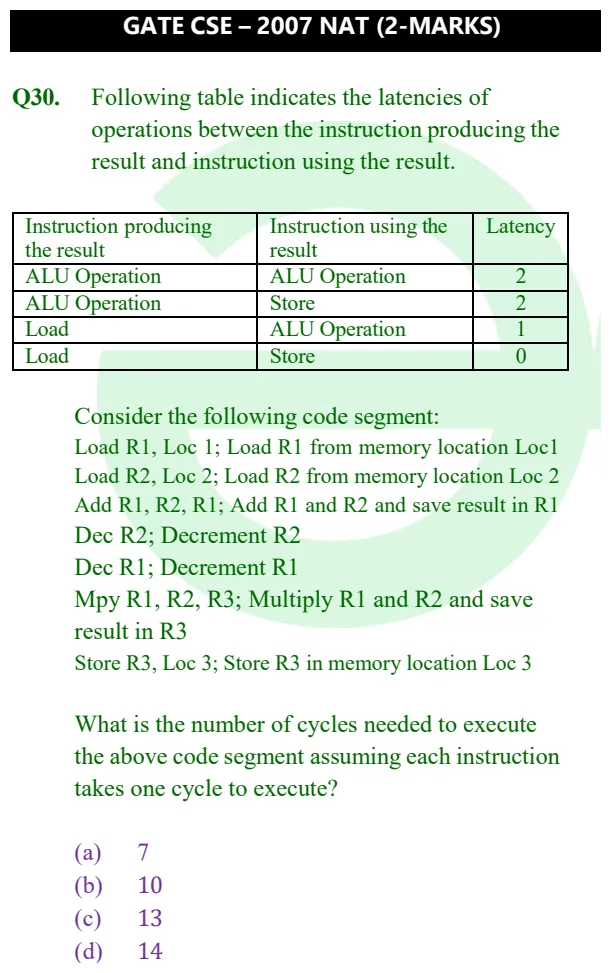 GATE CSE – 2007 NAT (2-MARKS)
Q30. Following table indicates the latencies of
operations between the instruction producing the
result and instruction using the result.
Instruction producing the result Instruction using the result Latency
ALU Operation ALU Operation 2
ALU Operation Store 2
Load ALU Operation 1
Load Store 0
Consider the following code segment:
Load R1, Loc 1; Load R1 from memory location Loc1
Load R2, Loc 2; Load R2 from memory location Loc 2
Add R1, R2, R1; Add R1 and R2 and save result in R1
Dec R2; Decrement R2
Dec R1; Decrement R1
Mpy R1, R2, R3; Multiply R1 and R2 and save
result in R3
Store R3, Loc 3; Store R3 in memory location Loc 3
What is the number of cycles needed to execute
the above code segment assuming each instruction
takes one cycle to execute?
(a) 7
(b) 10
(c) 13
(d) 14